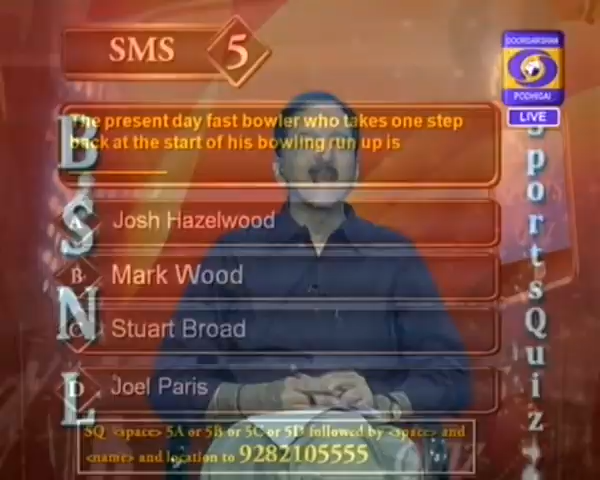 SMS 5
DOORDARSHAN
PODHIGAI
LIVE
The present day fast bowler who takes one step
back at the start of his bowling run up is
A Josh Hazelwood
B Mark Wood
C Stuart Broad
D Joel Paris
BSNL
SportsQuiz
SQ <space> 5A or 5B or 5C or 5D followed by <space> and
<name> and location to 9282105555